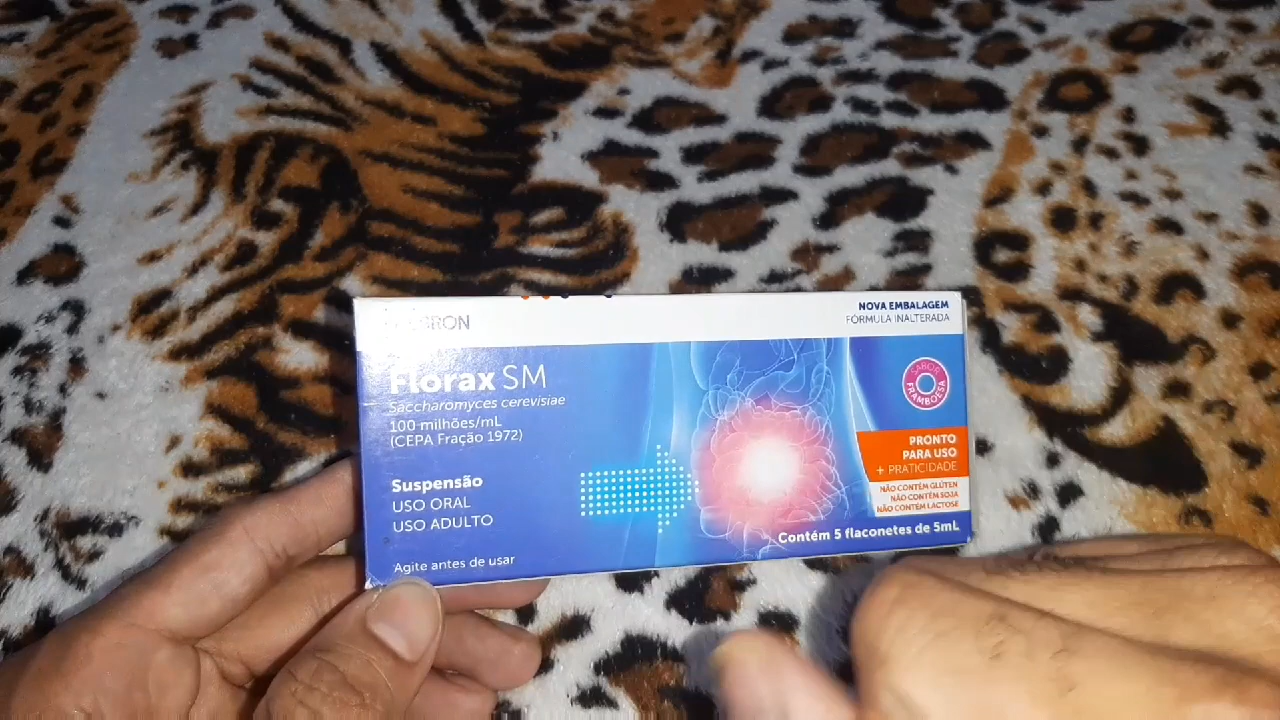 NOVA EMBALAGEM
FÓRMULA INALTERADA
Florax SM
Saccharomyces cerevisiae
100 milhões/mL
(CEPA Fração 1972)
SABOR FRAMBOESA
PRONTO
PARA USO
+ PRATICIDADE
NÃO CONTÉM GLÚTEN
NÃO CONTÉM SOJA
NÃO CONTÉM LACTOSE
Suspensão
USO ORAL
USO ADULTO
Contém 5 flaconetes de 5mL
Agite antes de usar